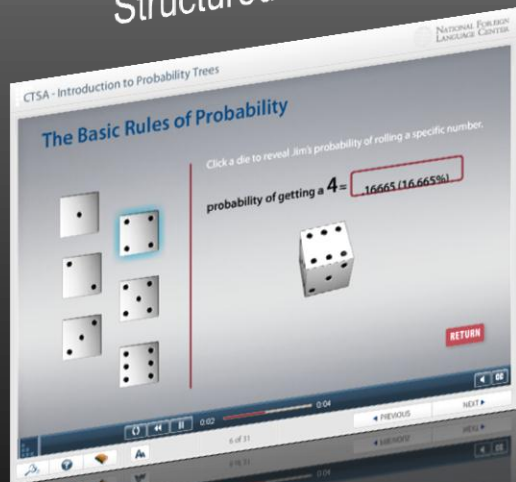 Structured
NATIONAL FOREIGN
LANGUAGE CENTER
CTSA - Introduction to Probability Trees
The Basic Rules of Probability
Click a die to reveal Jim's probability of rolling a specific number.
probability of getting a 4= .16665 (16.665%)
RETURN
0:02
0:04
6 of 31
PREVIOUS
NEXT